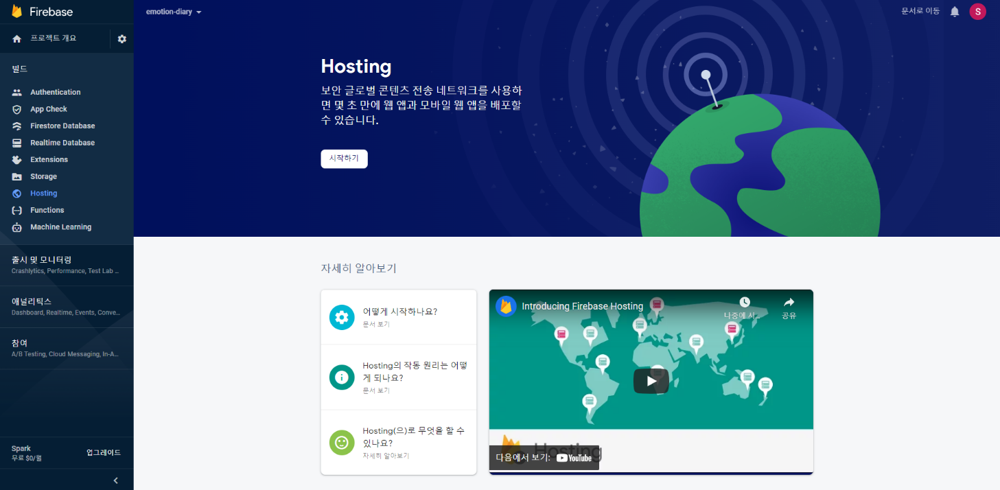 Firebase
emotion-diary
문서로 이동
S
프로젝트 개요
빌드
Authentication
App Check
Firestore Database
Realtime Database
Extensions
Storage
Hosting
Functions
Machine Learning
출시 및 모니터링
Crashlytics, Performance, Test Lab ...
애널리틱스
Dashboard, Realtime, Events, Conve...
참여
A/B Testing, Cloud Messaging, In-A...
Spark
무료 $0/월
업그레이드
Hosting
보안 글로벌 콘텐츠 전송 네트워크를 사용하
면 몇 초 만에 웹 앱과 모바일 웹 앱을 배포할
수 있습니다.
시작하기
자세히 알아보기
어떻게 시작하나요?
문서 보기
Hosting의 작동 원리는 어떻
게 되나요?
문서 보기
Hosting(으)로 무엇을 할 수
있나요?
자세히 알아보기
Introducing Firebase Hosting
나중에 시...
공유
Hosting
다음에서 보기: YouTube